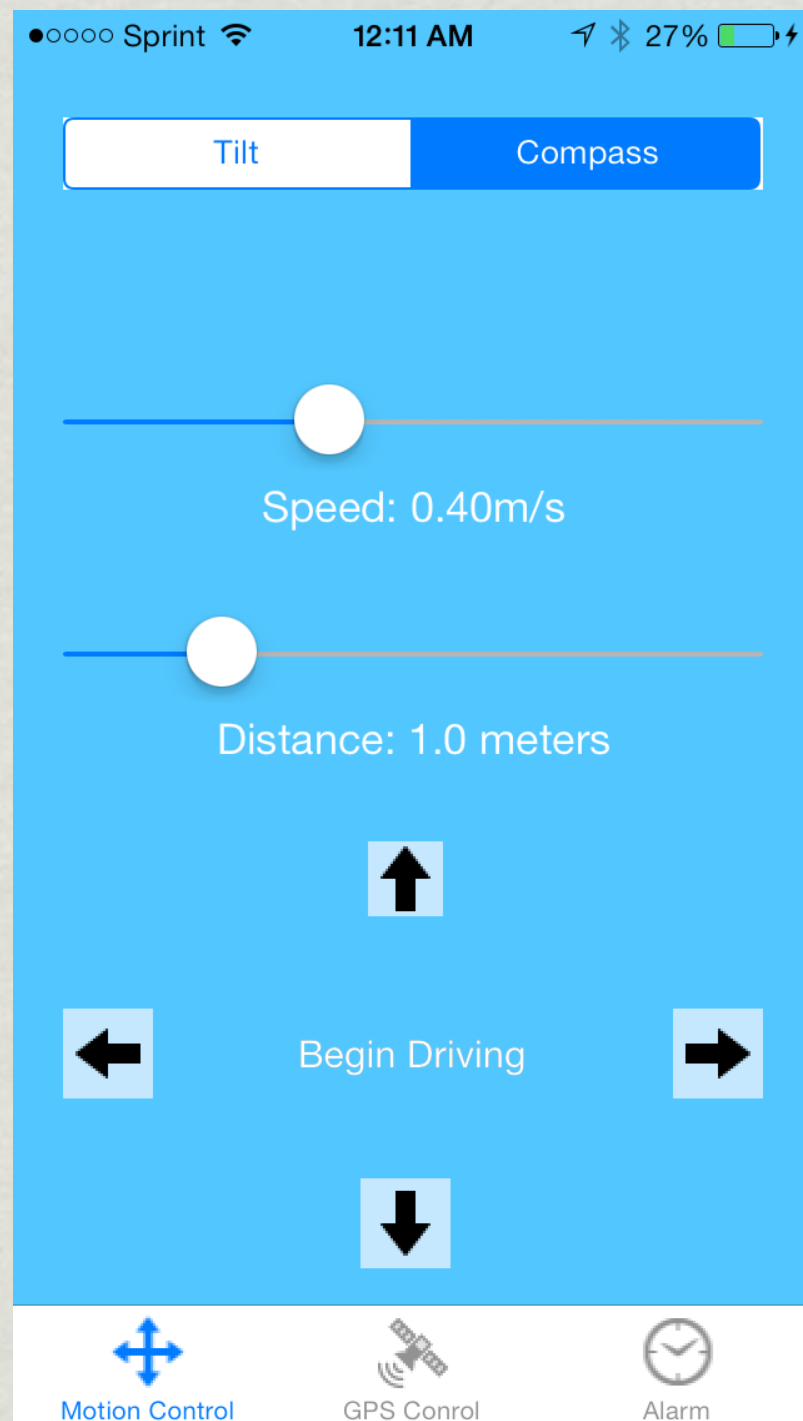 Sprint 12:11 AM 27%
Tilt Compass
Speed: 0.40m/s
Distance: 1.0 meters
Begin Driving
Motion Control GPS Conrol Alarm